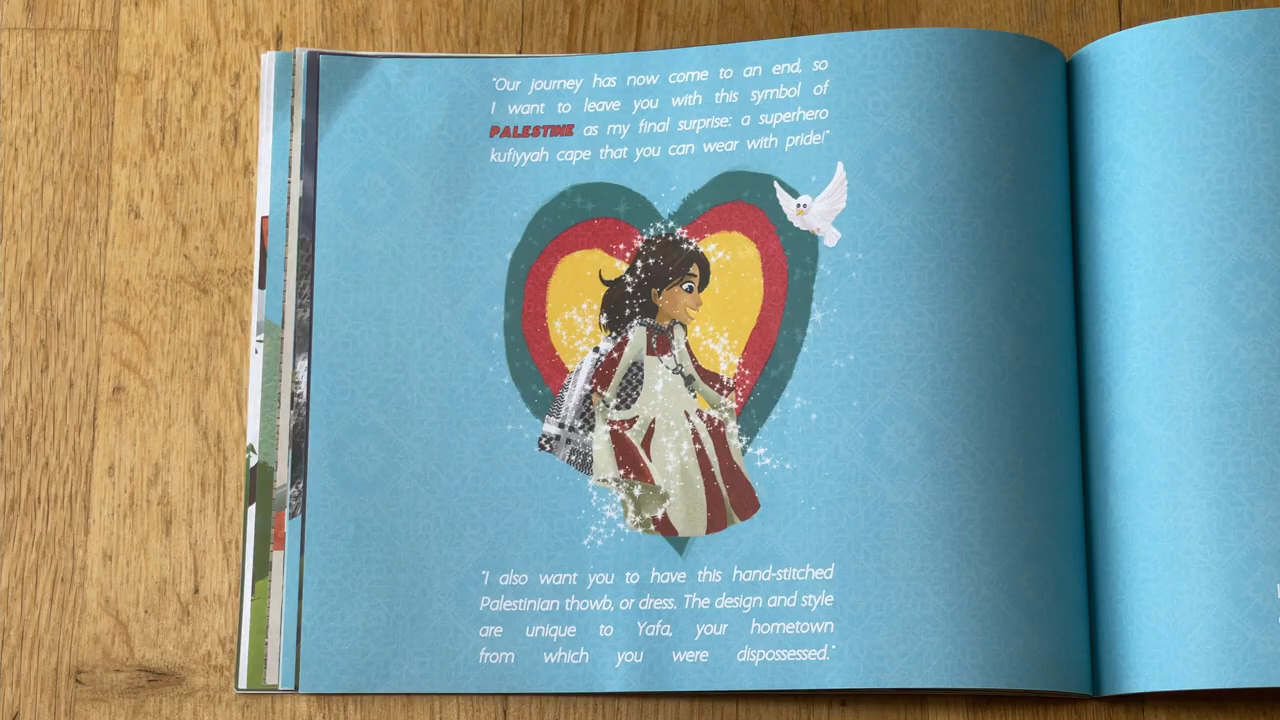 "Our journey has now come to an end, so
I want to leave you with this symbol of
PALESTINE as my final surprise: a superhero
kufiyyah cape that you can wear with pride!"
"I also want you to have this hand-stitched
Palestinian thowb, or dress. The design and style
are unique to Yafa, your hometown
from which you were dispossessed."